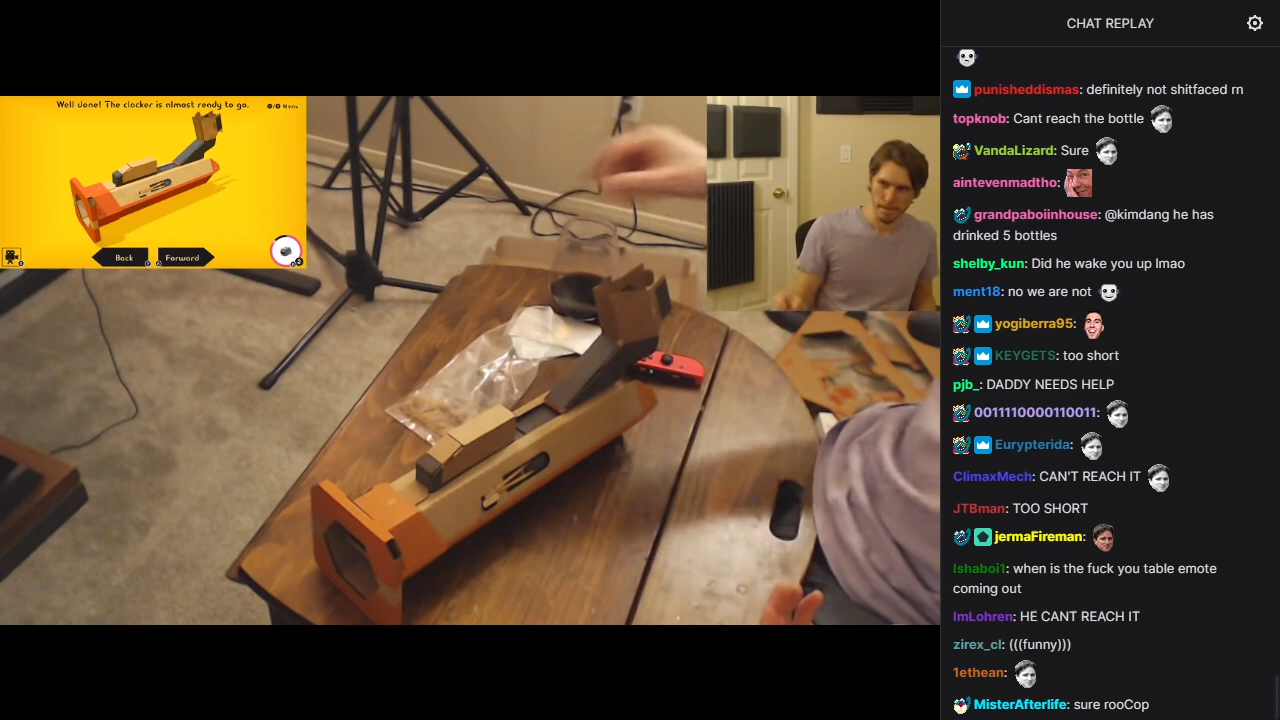 Well done! The clacker is almost ready to go.
Menu
Back
Forward
CHAT REPLAY
punisheddismas: definitely not shitfaced rn
topknob: Cant reach the bottle
VandaLizard: Sure
aintevenmadtho:
grandpaboiinhouse: @kimdang he has
drinked 5 bottles
shelby_kun: Did he wake you up lmao
ment18: no we are not
yogiberra95:
KEYGETS: too short
pjb_: DADDY NEEDS HELP
0011110000110011:
Eurypterida:
ClimaxMech: CAN'T REACH IT
JTBman: TOO SHORT
jermaFireman:
Ishaboi1: when is the fuck you table emote
coming out
ImLohren: HE CANT REACH IT
zirex_cl: (((funny)))
1ethean:
MisterAfterlife: sure rooCop